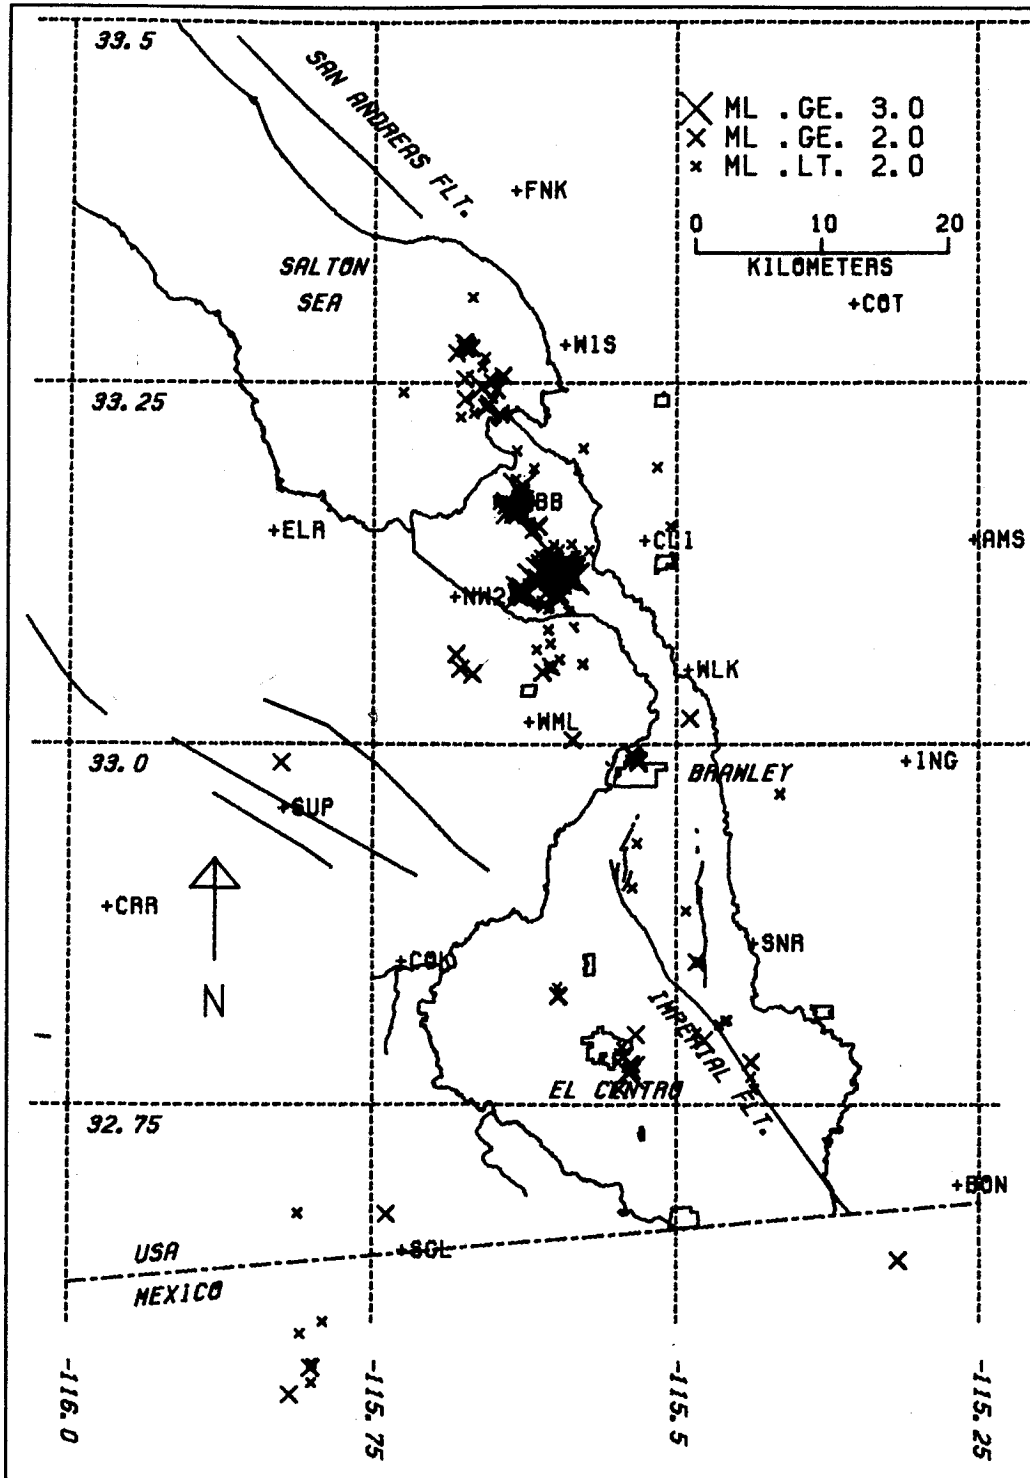 33.5
SAN ANDREAS FLT.
ML .GE. 3.0
ML .GE. 2.0
ML .LT. 2.0
+FNK
0 10 20
KILOMETERS
SALTON
SEA
+COT
+WIS
33.25
+ELR
+CLI
+AMS
+NW2
+WLK
+WML
33.0
BRAWLEY
+ING
+SUP
+CRR
+SNR
+COK
N
IMPERIAL FLT.
EL CENTRO
32.75
+BON
USA
+SGL
MEXICO
-116.0
-115.75
-115.5
-115.25